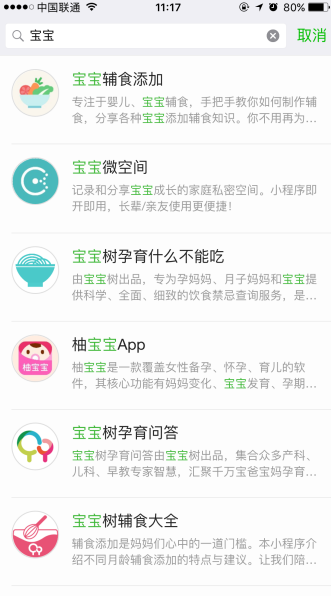 中国联通 11:17 80%
宝宝 取消
宝宝辅食添加
专注于婴儿、宝宝辅食，手把手教你如何制作辅
食，分享各种宝宝添加辅食知识。你不用再为...
宝宝微空间
记录和分享宝宝成长的家庭私密空间。小程序即
开即用，长辈/亲友使用更便捷！
宝宝树孕育什么不能吃
由宝宝树出品，专为孕妈妈、月子妈妈和宝宝提
供科学、全面、细致的饮食禁忌查询服务，是...
柚宝宝App
柚宝宝
柚宝宝是一款覆盖女性备孕、怀孕、育儿的软
件，其核心功能有妈妈变化、宝宝发育、孕期...
宝宝树孕育问答
宝宝树孕育问答由宝宝树出品，集合众多产科、
儿科、早教专家智慧，汇聚千万宝爸宝妈孕育...
宝宝树辅食大全
辅食添加是妈妈们心中的一道门槛。本小程序介
绍不同月龄辅食添加的特点与建议。让我们陪...